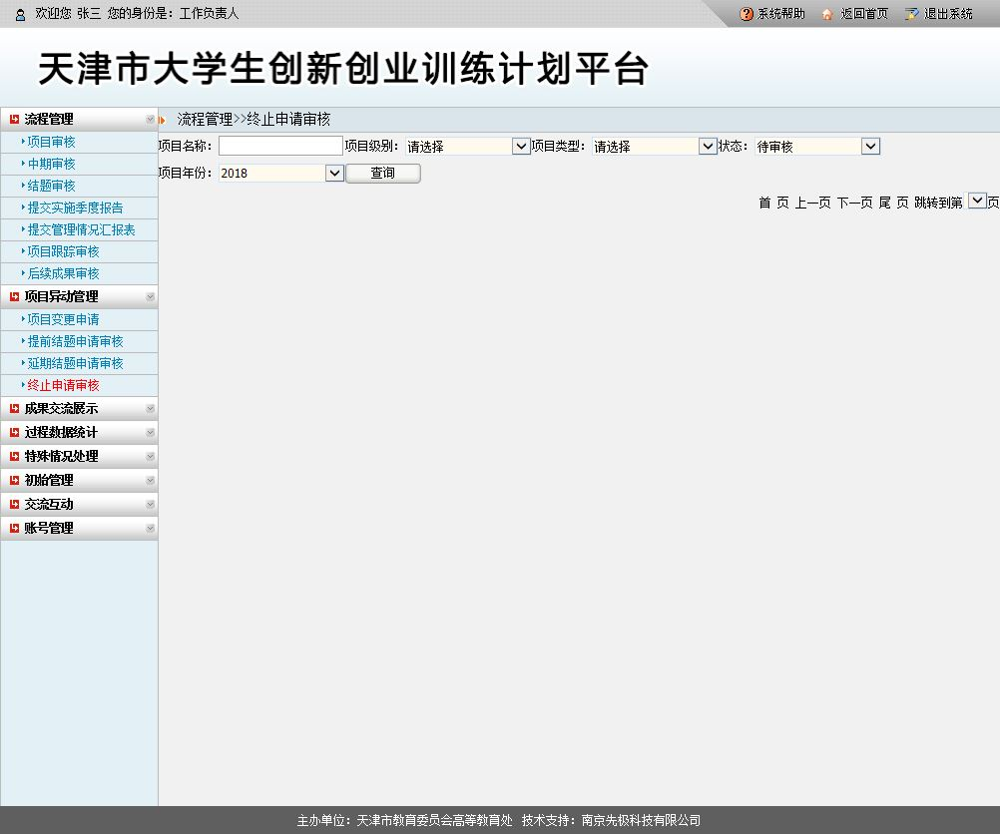 欢迎您 张三 您的身份是：工作负责人
系统帮助 返回首页 退出系统
天津市大学生创新创业训练计划平台
流程管理
项目审核
中期审核
结题审核
提交实施季度报告
提交管理情况汇报表
项目跟踪审核
后续成果审核
项目异动管理
项目变更申请
提前结题申请审核
延期结题申请审核
终止申请审核
成果交流展示
过程数据统计
特殊情况处理
初始管理
交流互动
账号管理
流程管理>>终止申请审核
项目名称： 项目级别： 请选择 项目类型： 请选择 状态： 待审核
项目年份： 2018 查询
首 页 上一页 下一页 尾 页 跳转到第 页
主办单位：天津市教育委员会高等教育处 技术支持：南京先极科技有限公司